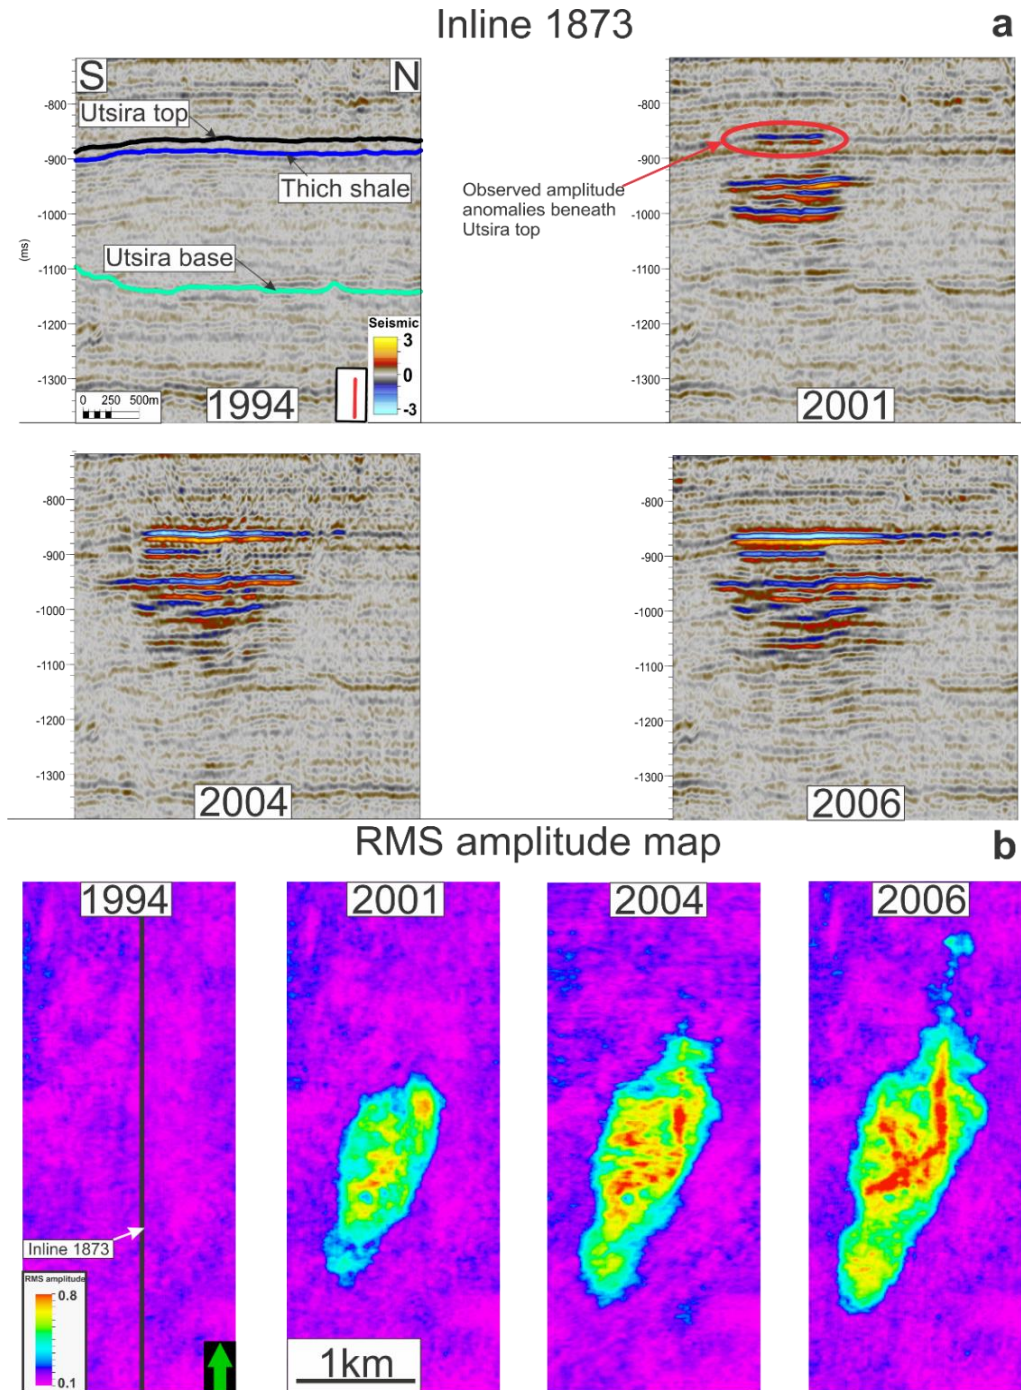 Inline 1873
a
S
N
Utsira top
Thich shale
Utsira base
-800
-900
-1000
-1100
-1200
-1300
(ms)
Seismic
3
0
-3
0 250 500m
1994
-800
-900
-1000
-1100
-1200
-1300
Observed amplitude
anomalies beneath
Utsira top
2001
-800
-900
-1000
-1100
-1200
-1300
2004
-800
-900
-1000
-1100
-1200
-1300
2006
RMS amplitude map
b
1994
2001
2004
2006
Inline 1873
RMS amplitude
0.8
0.1
1km